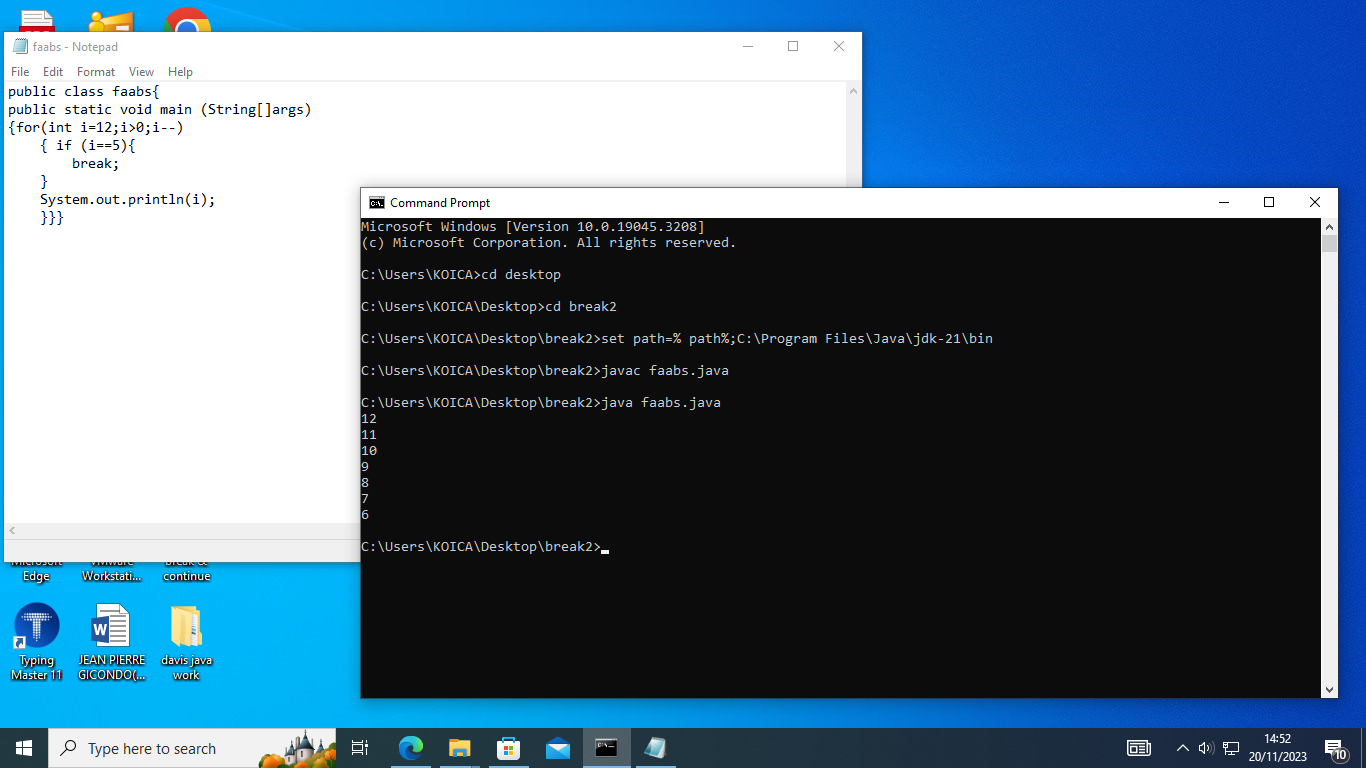 faabs - Notepad
File Edit Format View Help
public class faabs{
public static void main (String[]args)
{for(int i=12;i>0;i--)
    { if (i==5){
        break;
    }
    System.out.println(i);
    }}}
Command Prompt
Microsoft Windows [Version 10.0.19045.3208]
(c) Microsoft Corporation. All rights reserved.
C:\Users\KOICA>cd desktop
C:\Users\KOICA\Desktop>cd break2
C:\Users\KOICA\Desktop\break2>set path=% path%;C:\Program Files\Java\jdk-21\bin
C:\Users\KOICA\Desktop\break2>javac faabs.java
C:\Users\KOICA\Desktop\break2>java faabs.java
12
11
10
9
8
7
6
C:\Users\KOICA\Desktop\break2>
Microsoft
Edge
VMware
Workstati...
break &
continue
Typing
Master 11
JEAN PIERRE
GICONDO(...
davis java
work
Type here to search
14:52
20/11/2023
10